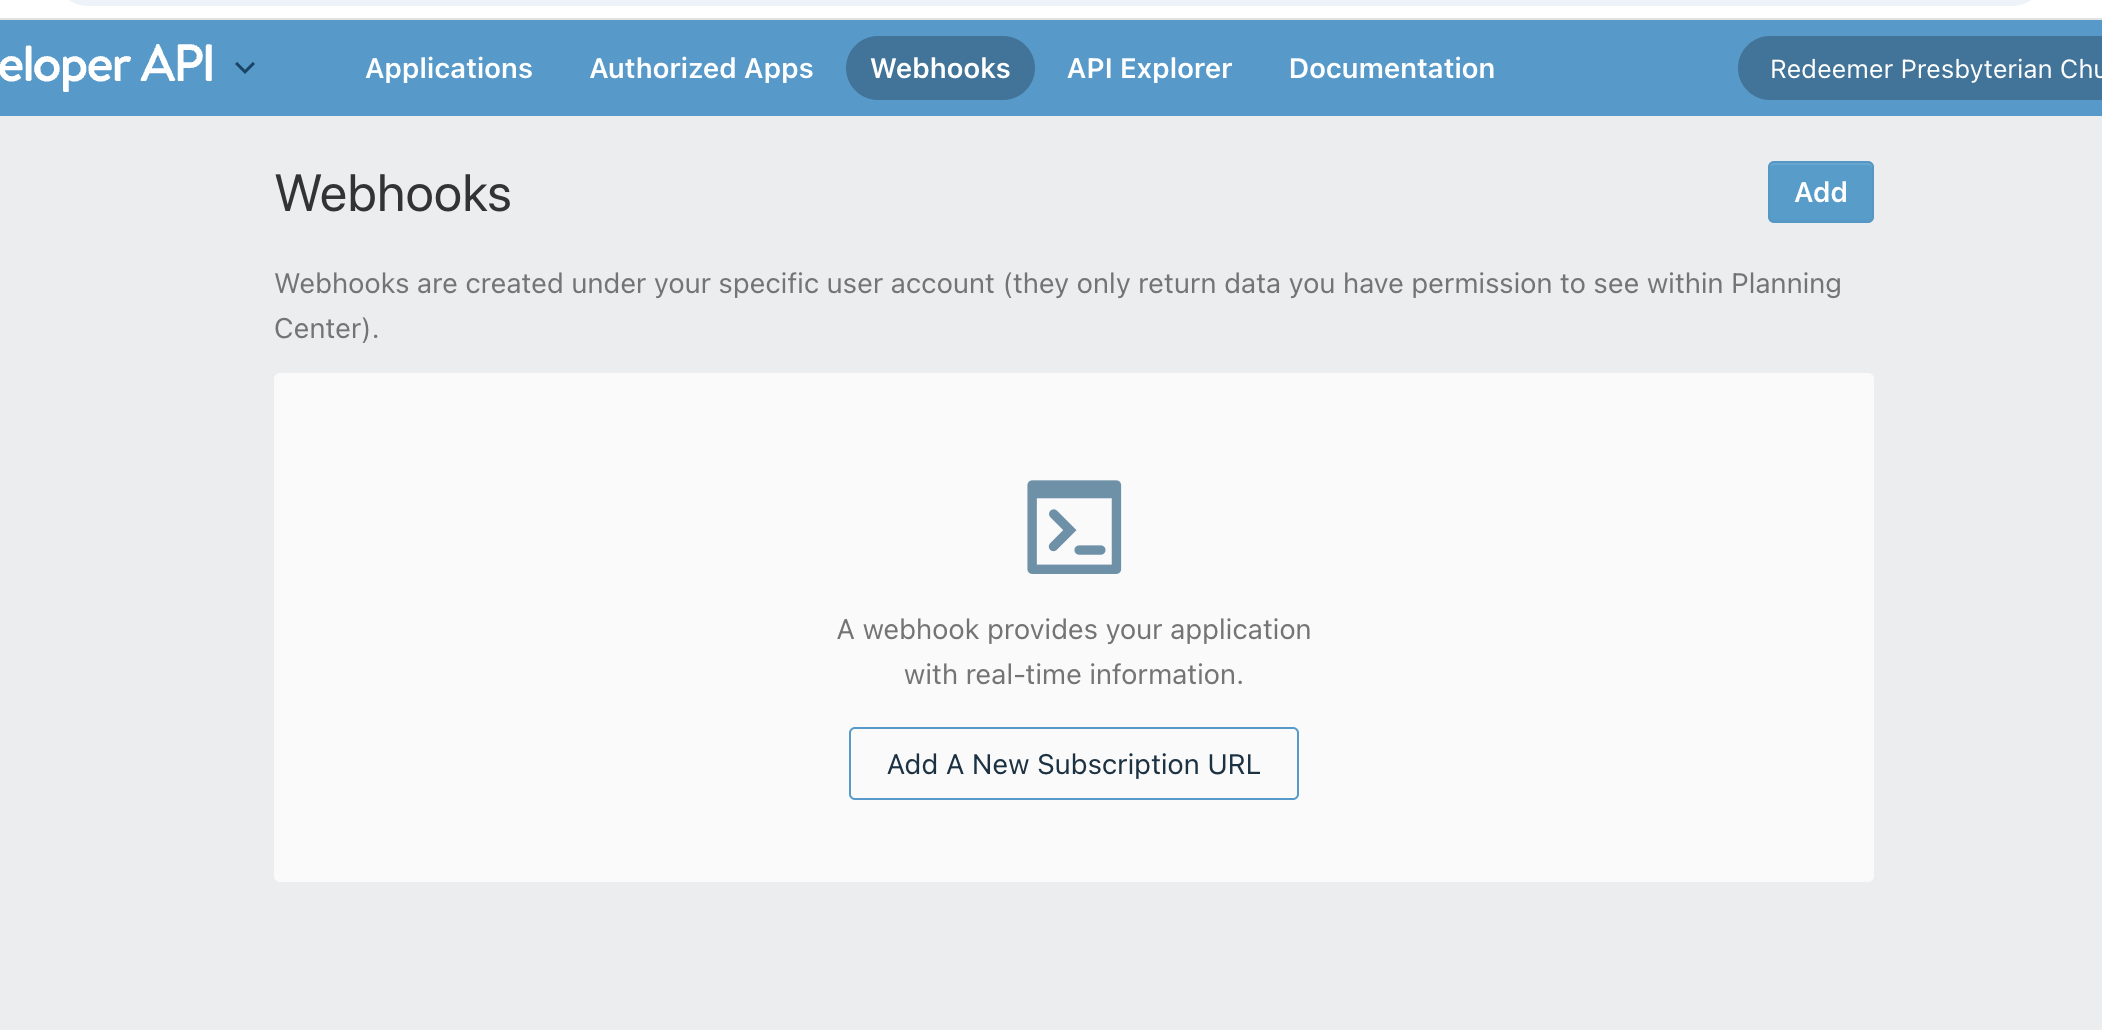 eloper API
Applications
Authorized Apps
Webhooks
API Explorer
Documentation
Redeemer Presbyterian Chu
Webhooks
Add
Webhooks are created under your specific user account (they only return data you have permission to see within Planning
Center).
A webhook provides your application
with real-time information.
Add A New Subscription URL